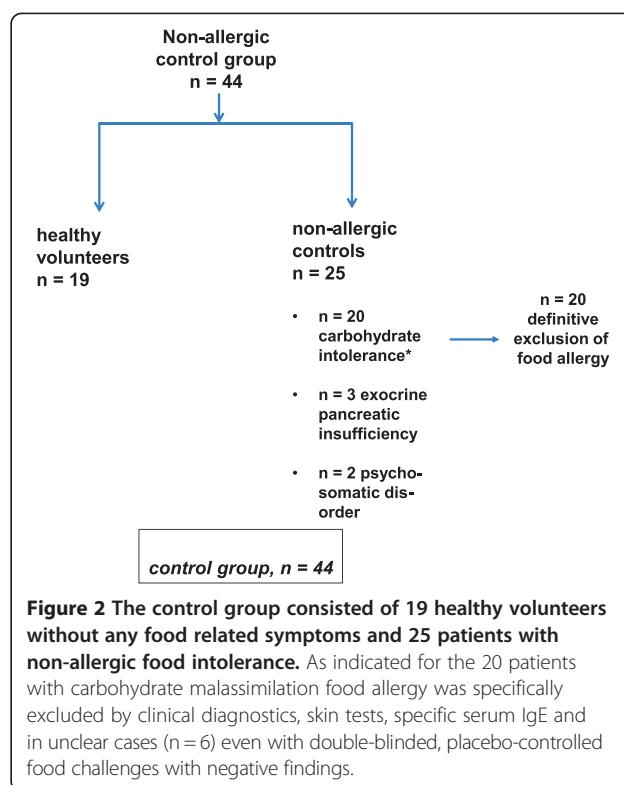 Non-allergic
control group
n = 44
healthy
volunteers
n = 19
non-allergic
controls
n = 25
• n = 20
carbohydrate
intolerance*
n = 20
definitive
exclusion of
food allergy
• n = 3 exocrine
pancreatic
insufficiency
• n = 2 psycho-
somatic dis-
order
control group, n = 44
Figure 2 The control group consisted of 19 healthy volunteers
without any food related symptoms and 25 patients with
non-allergic food intolerance. As indicated for the 20 patients
with carbohydrate malassimilation food allergy was specifically
excluded by clinical diagnostics, skin tests, specific serum IgE and
in unclear cases (n = 6) even with double-blinded, placebo-controlled
food challenges with negative findings.